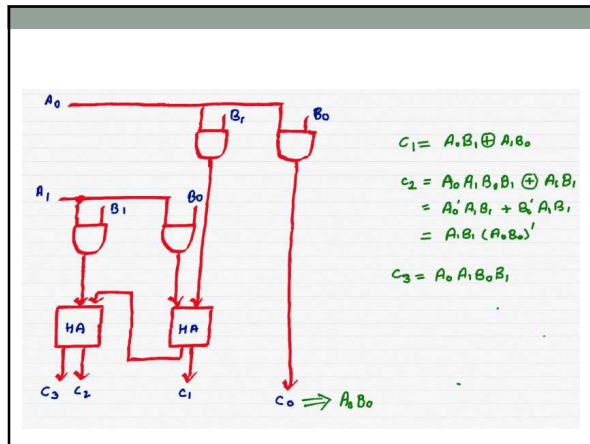 A₀
B₁ B₀
C₁ = A₀B₁ ⊕ A₁B₀
C₂ = A₀A₁B₀B₁ ⊕ A₁B₁
= A₀'A₁B₁ + B₀'A₁B₁
= A₁B₁(A₀B₀)'
C₃ = A₀A₁B₀B₁
A₁
B₁ B₀
HA HA
C₃ C₂ C₁ C₀ ⇒ A₀B₀